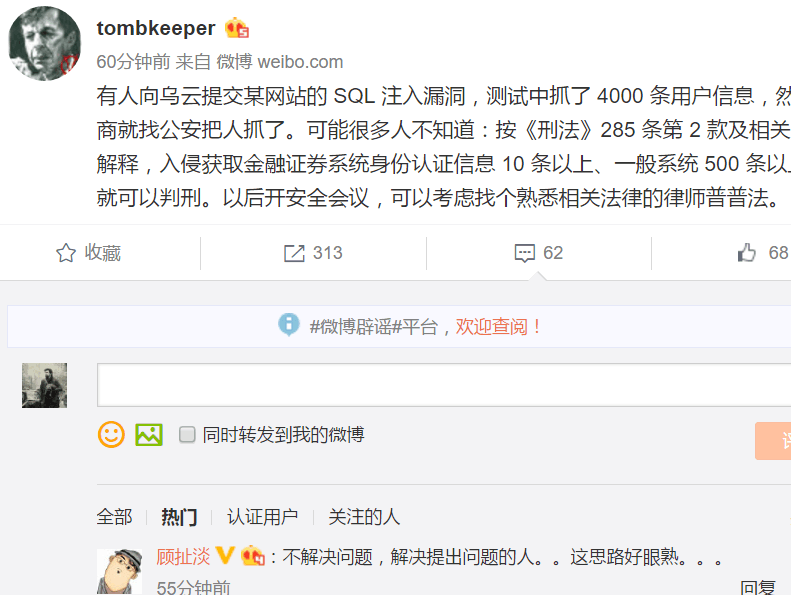 tombkeeper
60分钟前 来自 微博 weibo.com
有人向乌云提交某网站的 SQL 注入漏洞，测试中抓了 4000 条用户信息，然
商就找公安把人抓了。可能很多人不知道：按《刑法》285 条第 2 款及相关
解释，入侵获取金融证券系统身份认证信息 10 条以上、一般系统 500 条以上
就可以判刑。以后开安全会议，可以考虑找个熟悉相关法律的律师普普法。
收藏 313 62 68
#微博辟谣#平台，欢迎查阅！
同时转发到我的微博
评
全部 热门 认证用户 关注的人
顾扯淡：不解决问题，解决提出问题的人。。这思路好眼熟。。。
55分钟前 回复